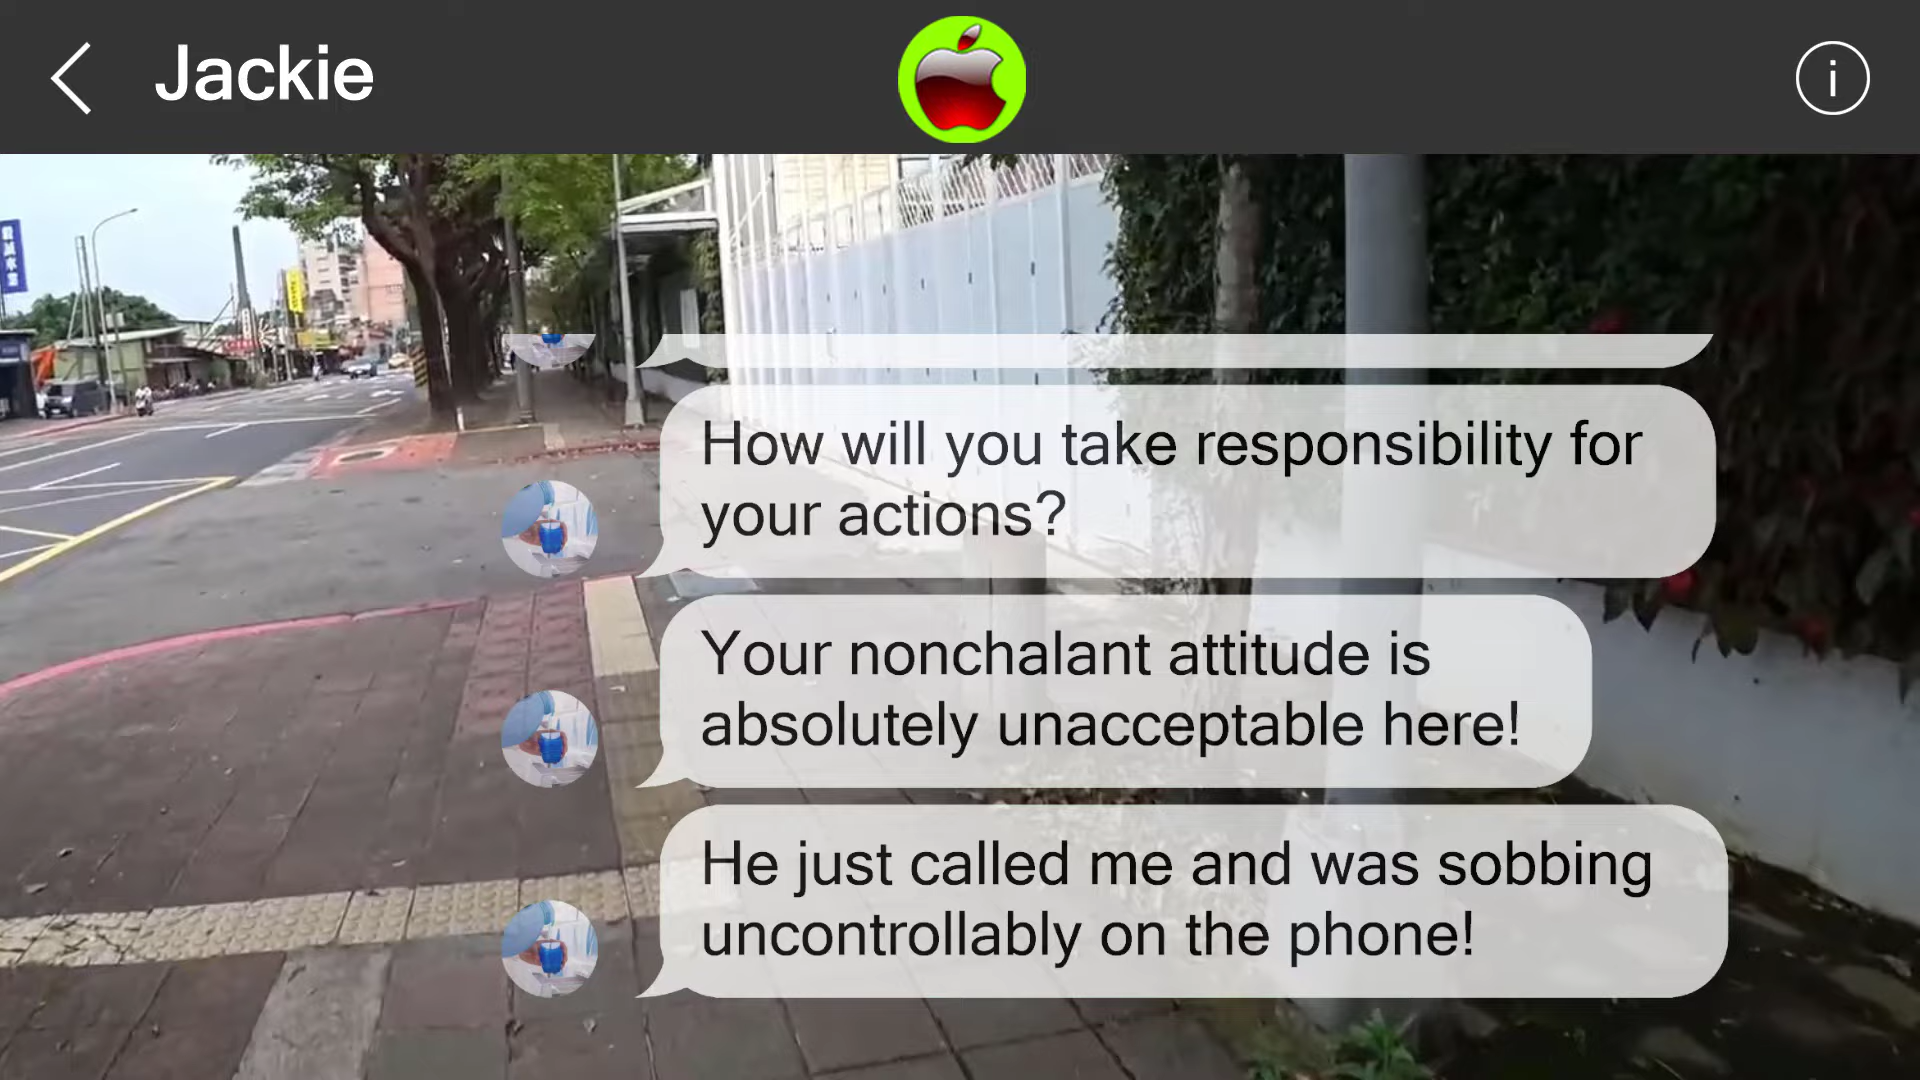 Jackie
How will you take responsibility for
your actions?
Your nonchalant attitude is
absolutely unacceptable here!
He just called me and was sobbing
uncontrollably on the phone!